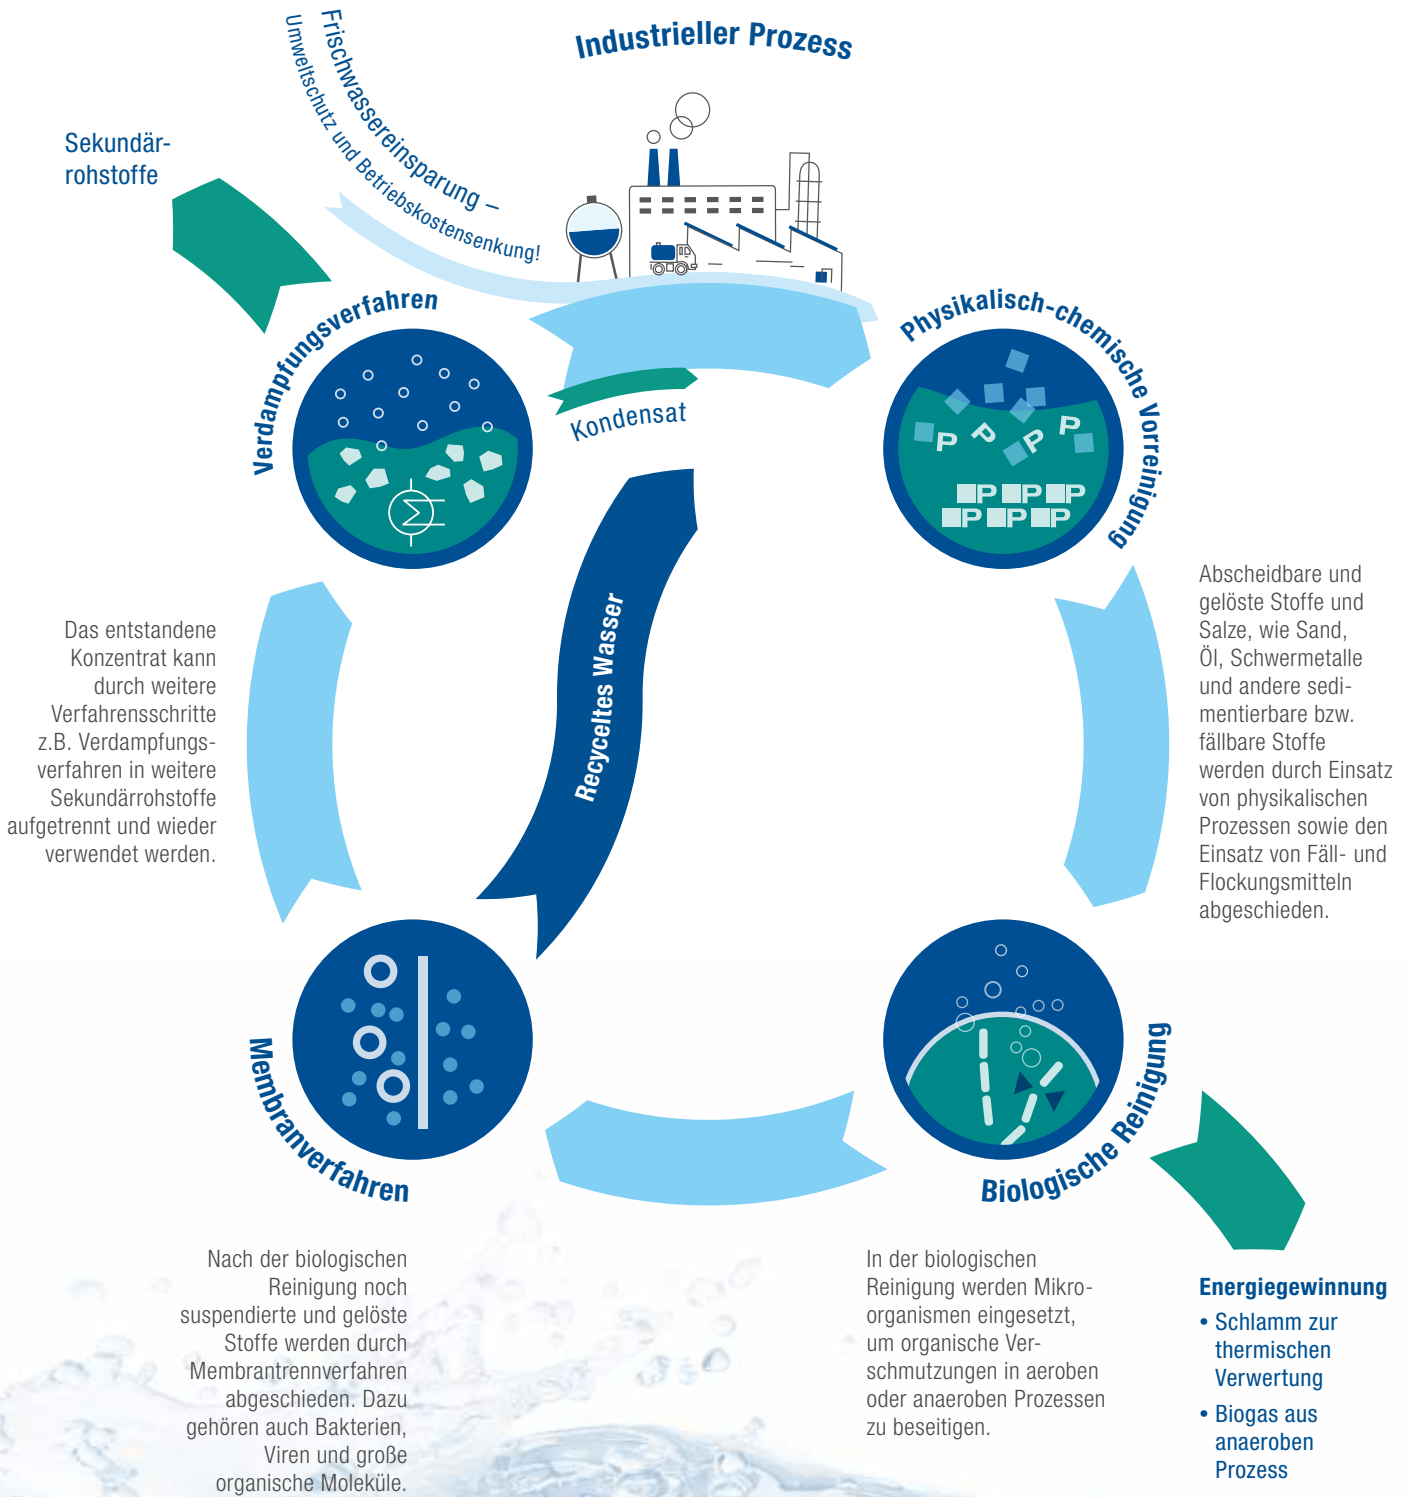 Industrieller Prozess
Frischwassereinsparung –
Umweltschutz und Betriebskostensenkung!
Sekundär-
rohstoffe
Verdampfungsverfahren
Kondensat
Physikalisch-chemische Vorreinigung
P P P P
P P P
P P P
Abscheidbare und
gelöste Stoffe und
Salze, wie Sand,
Öl, Schwermetalle
und andere sedi-
mentierbare bzw.
fällbare Stoffe
werden durch Einsatz
von physikalischen
Prozessen sowie den
Einsatz von Fäll- und
Flockungsmitteln
abgeschieden.
Das entstandene
Konzentrat kann
durch weitere
Verfahrensschritte
z.B. Verdampfungs-
verfahren in weitere
Sekundärrohstoffe
aufgetrennt und wieder
verwendet werden.
Recyceltes Wasser
Membranverfahren
Biologische Reinigung
Nach der biologischen
Reinigung noch
suspendierte und gelöste
Stoffe werden durch
Membrantrennverfahren
abgeschieden. Dazu
gehören auch Bakterien,
Viren und große
organische Moleküle.
In der biologischen
Reinigung werden Mikro-
organismen eingesetzt,
um organische Ver-
schmutzungen in aeroben
oder anaeroben Prozessen
zu beseitigen.
Energiegewinnung
• Schlamm zur
thermischen
Verwertung
• Biogas aus
anaeroben
Prozess